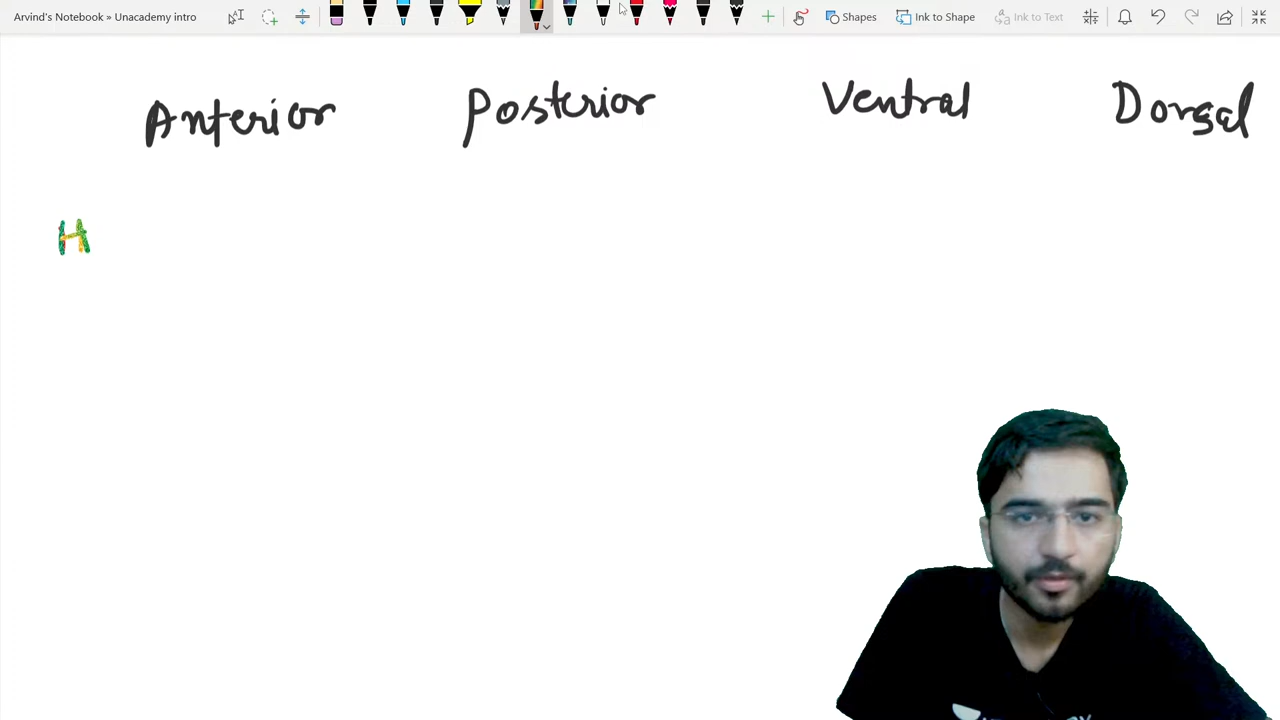 Arvind's Notebook » Unacademy intro
Shapes
Ink to Shape
Ink to Text
Anterior Posterior Ventral Dorsal
H